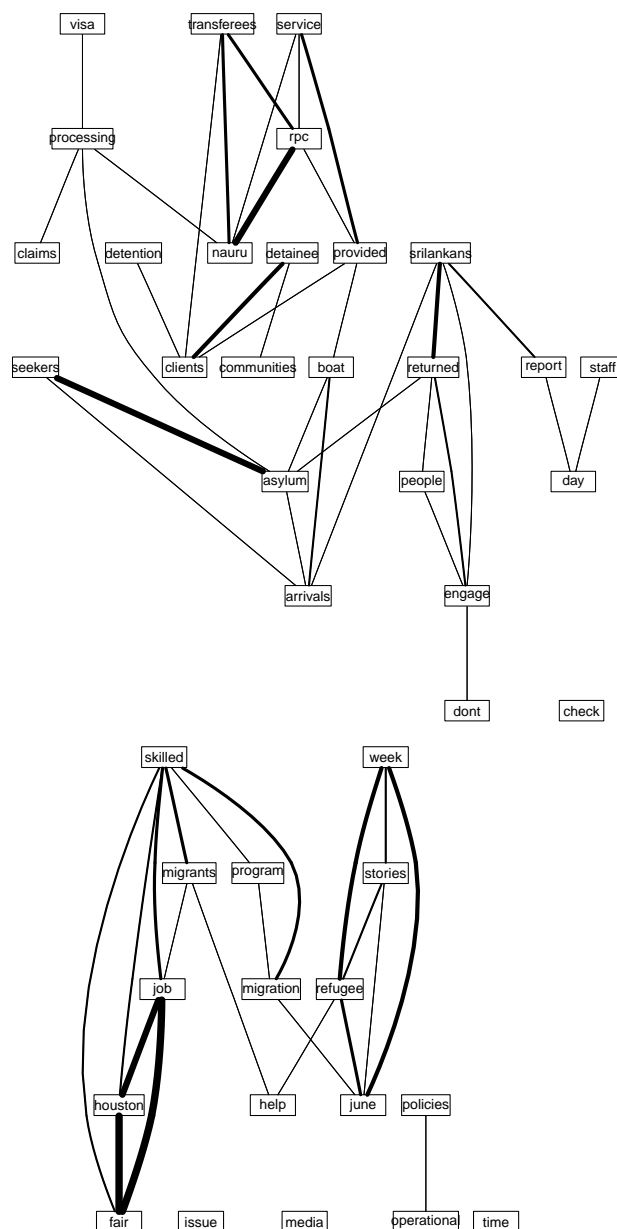 visa transferees service
processing rpc
claims detention nauru detainee provided srilankans
seekers clients communities boat returned report staff
asylum people day
arrivals engage
dont check
skilled week
migrants program stories
job migration refugee
houston help june policies
fair issue media operational time